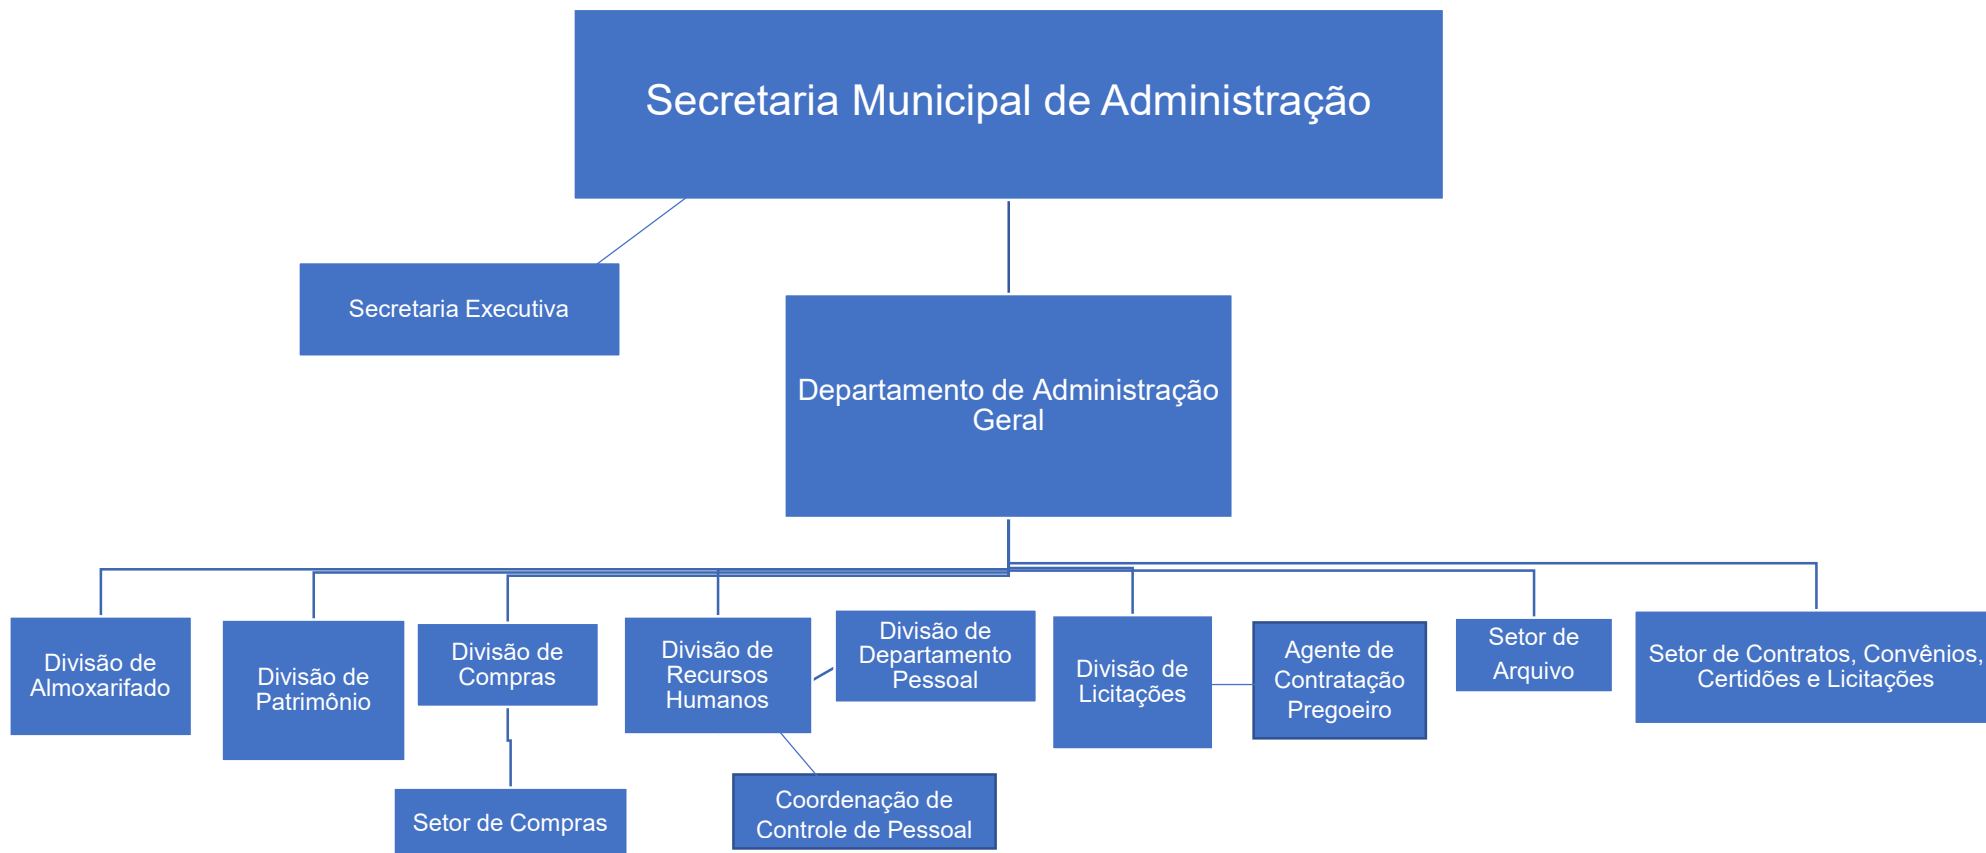 Secretaria Municipal de Administração
Secretaria Executiva
Departamento de Administração
Geral
Divisão de
Almoxarifado
Divisão de
Patrimônio
Divisão de
Compras
Divisão de
Recursos
Humanos
Divisão de
Departamento
Pessoal
Divisão de
Licitações
Agente de
Contratação
Pregoeiro
Setor de
Arquivo
Setor de Contratos, Convênios,
Certidões e Licitações
Setor de Compras
Coordenação de
Controle de Pessoal